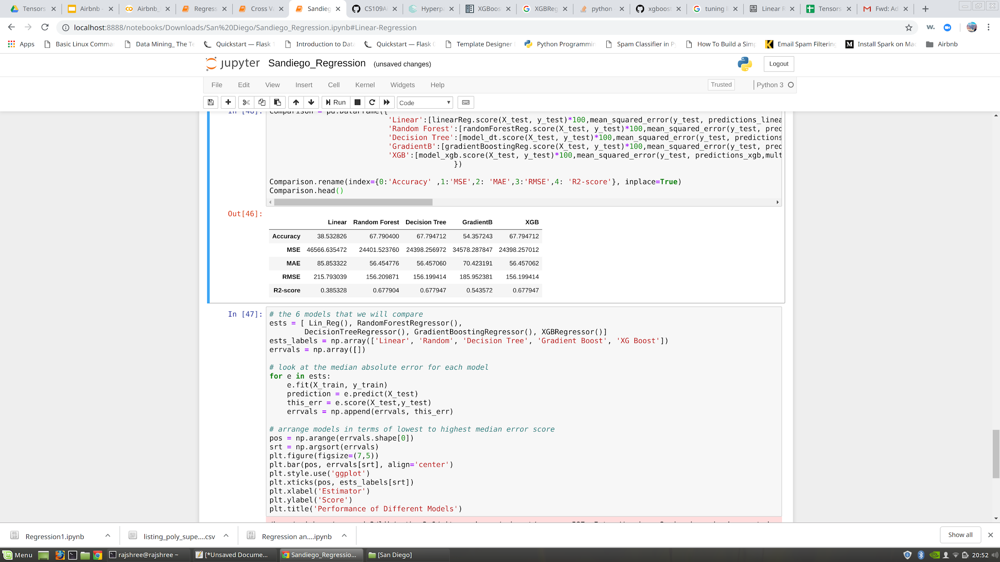 Tensors
Airbnb -
Airbnb_
Regress
Cross Va
Sandieg
CS109Ai
Hyperpa
XGBoos
XGBReg
python
xgboost
tuning l
Linear R
Tensors
Fwd: Ad
localhost:8888/notebooks/Downloads/San%20Diego/Sandiego_Regression.ipynb#Linear-Regression
w.
Apps
Basic Linux Comma
Data Mining_ The Te
Quickstart — Flask 1
Introduction to Data
Quickstart — Flask 0
Template Designer
Python Programmin
Spam Classifier in P
How To Build a Simp
Email Spam Filtering
Install Spark on Mac
Airbnb
jupyter Sandiego_Regression (unsaved changes)
Logout
File Edit View Insert Cell Kernel Widgets Help
Trusted
Python 3
Run
Code
In [46]: Comparison = pd.DataFrame({
'Linear':[linearReg.score(X_test, y_test)*100,mean_squared_error(y_test, predictions_linea
'Random Forest':[randomForestReg.score(X_test, y_test)*100,mean_squared_error(y_test, pred
'Decision Tree':[model_dt.score(X_test, y_test)*100,mean_squared_error(y_test, predictions
'GradientB':[gradientBoostingReg.score(X_test, y_test)*100,mean_squared_error(y_test, pred
'XGB':[model_xgb.score(X_test, y_test)*100,mean_squared_error(y_test, predictions_xgb,mult
})
Comparison.rename(index={0:'Accuracy' ,1:'MSE',2: 'MAE',3:'RMSE',4: 'R2-score'}, inplace=True)
Comparison.head()
Out[46]:
Linear Random Forest Decision Tree GradientB XGB
Accuracy 38.532826 67.790400 67.794712 54.357243 67.794712
MSE 46566.635472 24401.523760 24398.256972 34578.287847 24398.257012
MAE 85.853322 56.454776 56.457060 70.423191 56.457062
RMSE 215.793039 156.209871 156.199414 185.952381 156.199414
R2-score 0.385328 0.677904 0.677947 0.543572 0.677947
In [47]: # the 6 models that we will compare
ests = [ Lin_Reg(), RandomForestRegressor(),
DecisionTreeRegressor(), GradientBoostingRegressor(), XGBRegressor()]
ests_labels = np.array(['Linear', 'Random', 'Decision Tree', 'Gradient Boost', 'XG Boost'])
errvals = np.array([])
# look at the median absolute error for each model
for e in ests:
e.fit(X_train, y_train)
prediction = e.predict(X_test)
this_err = e.score(X_test,y_test)
errvals = np.append(errvals, this_err)
# arrange models in terms of lowest to highest median error score
pos = np.arange(errvals.shape[0])
srt = np.argsort(errvals)
plt.figure(figsize=(7,5))
plt.bar(pos, errvals[srt], align='center')
plt.style.use('ggplot')
plt.xticks(pos, ests_labels[srt])
plt.xlabel('Estimator')
plt.ylabel('Score')
plt.title('Performance of Different Models')
Regression1.ipynb
listing_poly_supe....csv
Regression an....ipynb
Show all
Menu
rajshree@rajshree ~
[*Unsaved Docume...
Sandiego_Regressio...
[San Diego]
20:52